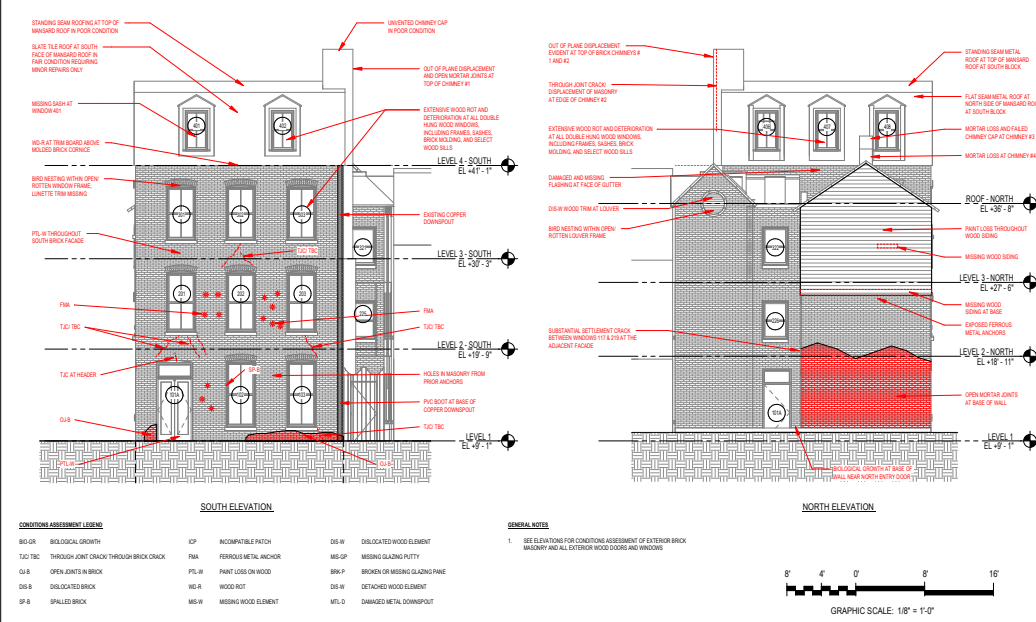 STANDING SEAM ROOFING AT TOP OF
MANSARD ROOF IN POOR CONDITION
SLATE TILE ROOF AT SOUTH
FACE OF MANSARD ROOF IN
FAIR CONDITION REQUIRING
MINOR REPAIRS ONLY
MISSING SASH AT
WINDOW 401
WD-R AT TRIM BOARD ABOVE
MOLDED BRICK CORNICE
BIRD NESTING WITHIN OPEN/
ROTTEN WINDOW FRAME,
LUNETTE TRIM MISSING
PTL-W THROUGHOUT
SOUTH BRICK FACADE
FMA
TJC/ TBC
TJC AT HEADER
OJ-B
PTL-W
UNVENTED CHIMNEY CAP
IN POOR CONDITION
OUT OF PLANE DISPLACEMENT
AND OPEN MORTAR JOINTS AT
TOP OF CHIMNEY #1
EXTENSIVE WOOD ROT AND
DETERIORATION AT ALL DOUBLE
HUNG WOOD WINDOWS,
INCLUDING FRAMES, SASHES,
BRICK MOLDING, AND SELECT
WOOD SILLS
LEVEL 4 - SOUTH
EL +41' - 1"
EXISTING COPPER
DOWNSPOUT
TJC/ TBC
LEVEL 3 - SOUTH
EL +30' - 3"
FMA
TJC/ TBC
LEVEL 2 - SOUTH
EL +19' - 9"
SP-B
HOLES IN MASONRY FROM
PRIOR ANCHORS
PVC BOOT AT BASE OF
COPPER DOWNSPOUT
TJC/ TBC
LEVEL 1
EL +9' - 1"
OJ-B
402
201
202
203
101A
SOUTH ELEVATION
OUT OF PLANE DISPLACEMENT
EVIDENT AT TOP OF BRICK CHIMNEYS #
1 AND #2
THROUGH JOINT CRACK/
DISPLACEMENT OF MASONRY
AT EDGE OF CHIMNEY #2
EXTENSIVE WOOD ROT AND DETERIORATION
AT ALL DOUBLE HUNG WOOD WINDOWS,
INCLUDING FRAMES, SASHES, BRICK
MOLDING, AND SELECT WOOD SILLS
DAMAGED AND MISSING
FLASHING AT FACE OF GUTTER
DIS-W WOOD TRIM AT LOUVER
BIRD NESTING WITHIN OPEN/
ROTTEN LOUVER FRAME
SUBSTANTIAL SETTLEMENT CRACK
BETWEEN WINDOWS 117 & 219 AT THE
ADJACENT FACADE
STANDING SEAM METAL
ROOF AT TOP OF MANSARD
ROOF AT SOUTH BLOCK
FLAT SEAM METAL ROOF AT
NORTH SIDE OF MANSARD ROOF
AT SOUTH BLOCK
MORTAR LOSS AND FAILED
CHIMNEY CAP AT CHIMNEY #3
MORTAR LOSS AT CHIMNEY #4
ROOF - NORTH
EL +36' - 8"
PAINT LOSS THROUGHOUT
WOOD SIDING
MISSING WOOD SIDING
LEVEL 3 - NORTH
EL +27' - 6"
MISSING WOOD
SIDING AT BASE
EXPOSED FERROUS
METAL ANCHORS
LEVEL 2 - NORTH
EL +18' - 11"
OPEN MORTAR JOINTS
AT BASE OF WALL
LEVEL 1
EL +9' - 1"
BIOLOGICAL GROWTH AT BASE OF
WALL NEAR NORTH ENTRY DOOR
407
101A
NORTH ELEVATION
CONDITIONS ASSESSMENT LEGEND
BIO-GR BIOLOGICAL GROWTH
TJC/ TBC THROUGH JOINT CRACK/ THROUGH BRICK CRACK
OJ-B OPEN JOINTS IN BRICK
DIS-B DISLOCATED BRICK
SP-B SPALLED BRICK
ICP INCOMPATIBLE PATCH
FMA FERROUS METAL ANCHOR
PTL-W PAINT LOSS ON WOOD
WD-R WOOD ROT
MIS-W MISSING WOOD ELEMENT
DIS-W DISLOCATED WOOD ELEMENT
MIS-GP MISSING GLAZING PUTTY
BRK-P BROKEN OR MISSING GLAZING PANE
DIS-W DETACHED WOOD ELEMENT
MTL-D DAMAGED METAL DOWNSPOUT
GENERAL NOTES
1. SEE ELEVATIONS FOR CONDITIONS ASSESSMENT OF EXTERIOR BRICK
MASONRY AND ALL EXTERIOR WOOD DOORS AND WINDOWS
8' 4' 0' 8' 16'
GRAPHIC SCALE: 1/8" = 1'-0"